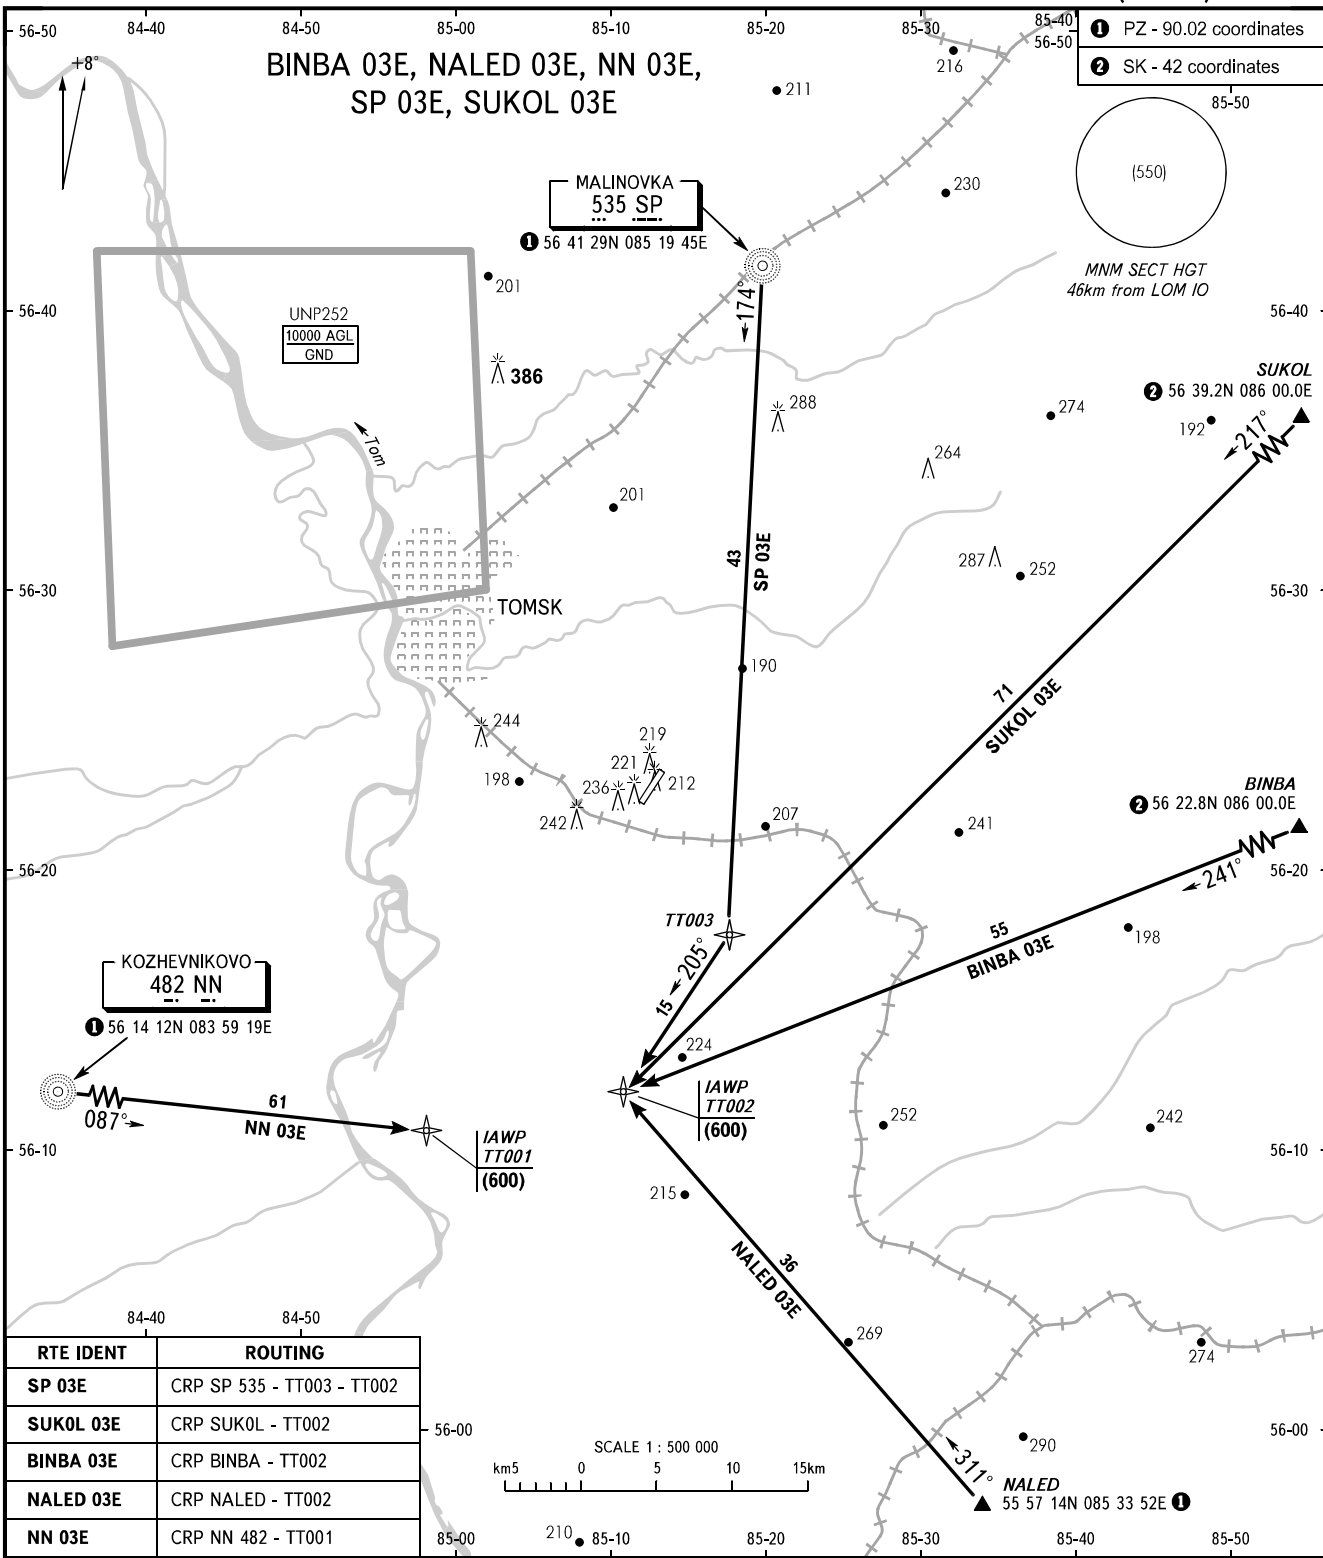 84-40
84-50
85-00
85-10
85-20
85-30
85-40
56-50
56-50
❶ PZ - 90.02 coordinates
❷ SK - 42 coordinates
85-50
+8°
BINBA 03E, NALED 03E, NN 03E,
SP 03E, SUKOL 03E
216
211
(550)
MNM SECT HGT
46km from LOM IO
230
MALINOVKA
535 SP
❶ 56 41 29N 085 19 45E
201
UNP252
10000 AGL
GND
56-40
174°
56-40
386
SUKOL
❷ 56 39.2N 086 00.0E
288
274
192
217°
Tom
264
201
43
SP 03E
287
252
56-30
56-30
TOMSK
190
71
SUKOL 03E
244
219
221
198
236
212
242
BINBA
❷ 56 22.8N 086 00.0E
207
241
56-20
241°
56-20
TT003
205°
55
BINBA 03E
198
KOZHEVNIKOVO
482 NN
❶ 56 14 12N 083 59 19E
15
224
087°
61
NN 03E
IAWP
TT001
(600)
IAWP
TT002
(600)
252
242
56-10
56-10
215
36
NALED 03E
84-40
84-50
269
274
RTE IDENT ROUTING
SP 03E CRP SP 535 - TT003 - TT002
SUKOL 03E CRP SUKOL - TT002
BINBA 03E CRP BINBA - TT002
NALED 03E CRP NALED - TT002
NN 03E CRP NN 482 - TT001
56-00
56-00
SCALE 1 : 500 000
km5 0 5 10 15km
290
311°
NALED
55 57 14N 085 33 52E ❶
210
85-00
85-10
85-20
85-30
85-40
85-50